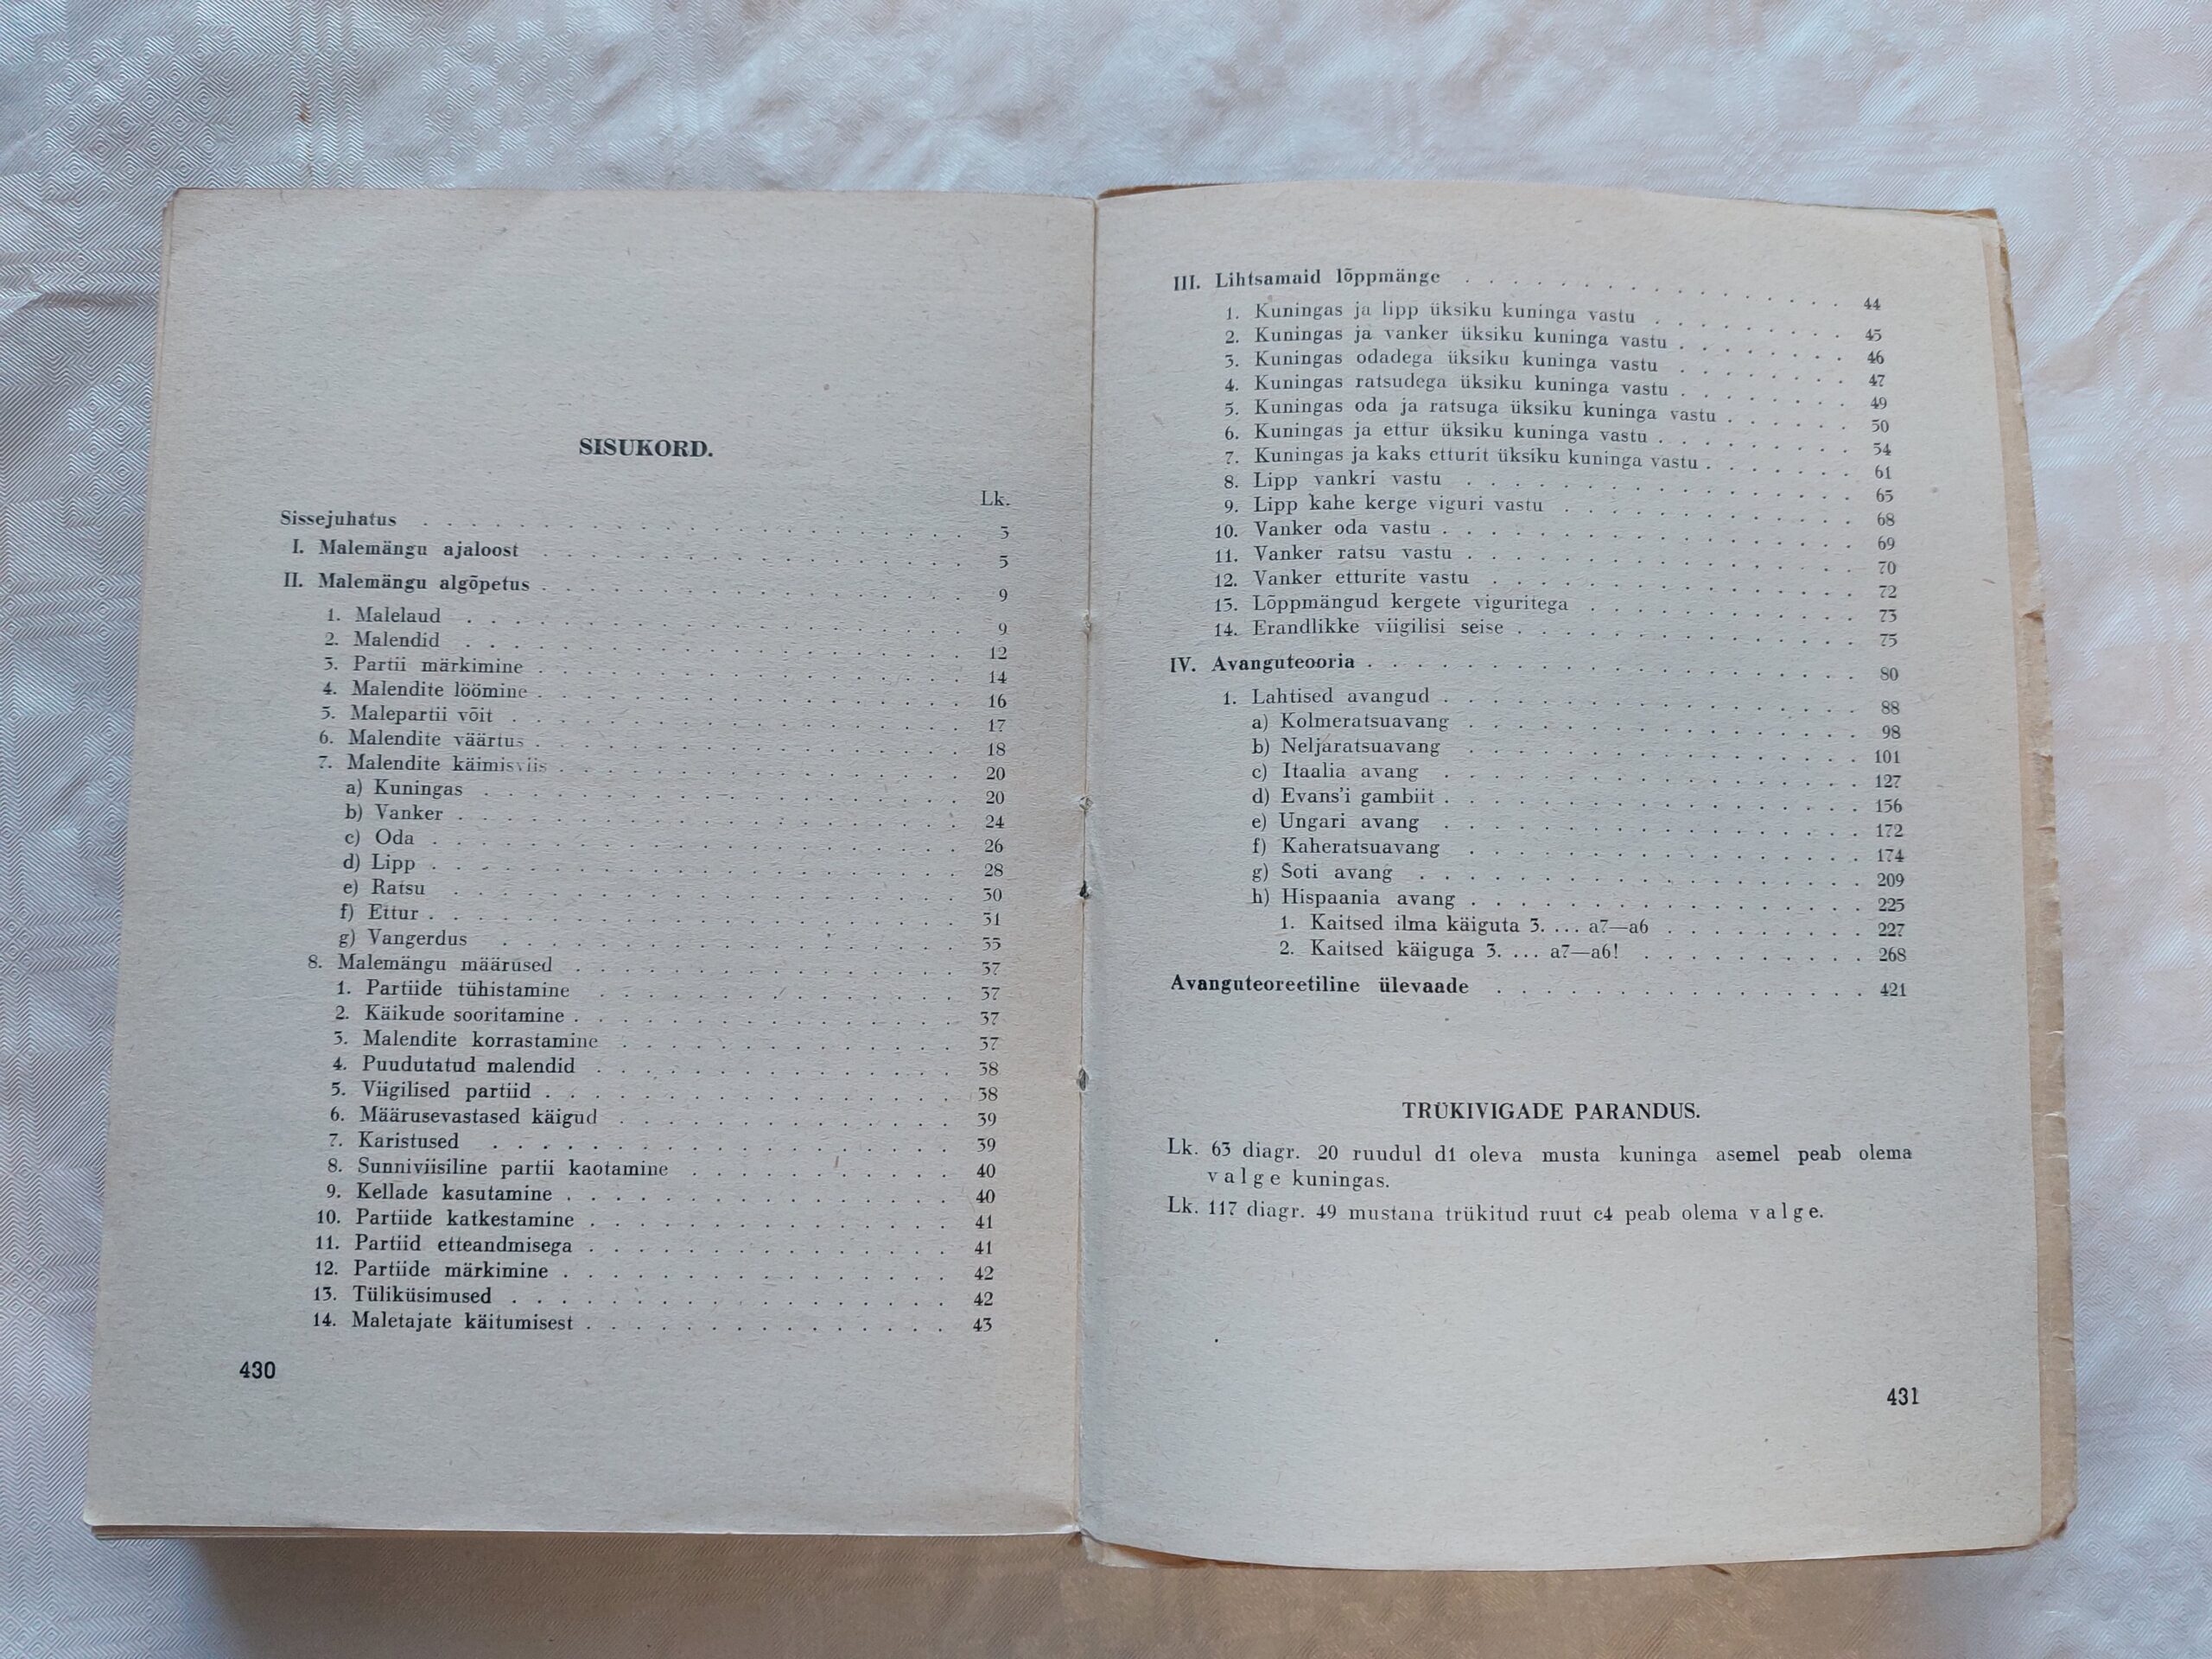 SISUKORD.
Lk.
Sissejuhatus . . . 3
I. Malemängu ajaloost . . . 5
II. Malemängu algõpetus . . . 9
1. Malelaud . . . 9
2. Malendid . . . 12
3. Partii märkimine . . . 14
4. Malendite löömine . . . 16
5. Malepartii võit . . . 17
6. Malendite väärtus . . . 18
7. Malendite käimisviis . . . 20
a) Kuningas . . . 20
b) Vanker . . . 24
c) Oda . . . 26
d) Lipp . . . 28
e) Ratsu . . . 30
f) Ettur . . . 31
g) Vangerdus . . . 35
8. Malemängu määrused . . . 37
1. Partiide tühistamine . . . 37
2. Käikude sooritamine . . . 37
3. Malendite korrastamine . . . 37
4. Puudutatud malendid . . . 38
5. Viigilised partiid . . . 38
6. Määrusevastased käigud . . . 39
7. Karistused . . . 39
8. Sunniviisiline partii kaotamine . . . 40
9. Kellade kasutamine . . . 40
10. Partiide katkestamine . . . 41
11. Partiid etteandmisega . . . 41
12. Partiide märkimine . . . 42
13. Tüliküsimused . . . 42
14. Maletajate käitumisest . . . 43
430
III. Lihtsamaid lõppmänge . . . 44
1. Kuningas ja lipp üksiku kuninga vastu . . . 45
2. Kuningas ja vanker üksiku kuninga vastu . . . 46
3. Kuningas odadega üksiku kuninga vastu . . . 47
4. Kuningas ratsudega üksiku kuninga vastu . . . 49
5. Kuningas oda ja ratsuga üksiku kuninga vastu . . . 50
6. Kuningas ja ettur üksiku kuninga vastu . . . 54
7. Kuningas ja kaks etturit üksiku kuninga vastu . . . 61
8. Lipp vankri vastu . . . 65
9. Lipp kahe kerge viguri vastu . . . 68
10. Vanker oda vastu . . . 69
11. Vanker ratsu vastu . . . 70
12. Vanker etturite vastu . . . 72
13. Lõppmängud kergete viguritega . . . 73
14. Erandlikke viigilisi seise . . . 75
IV. Avanguteooria . . . 80
1. Lahtised avangud . . . 88
a) Kolmeratsuavang . . . 98
b) Neljaratsuavang . . . 101
c) Itaalia avang . . . 127
d) Evans'i gambiit . . . 156
e) Ungari avang . . . 172
f) Kaheratsuavang . . . 174
g) Šoti avang . . . 209
h) Hispaania avang . . . 225
1. Kaitsed ilma käiguta 3. ... a7—a6 . . . 227
2. Kaitsed käiguga 3. ... a7—a6! . . . 268
Avanguteoreetiline ülevaade . . . 421
TRÜKIVIGADE PARANDUS.
Lk. 63 diagr. 20 ruudul d1 oleva musta kuninga asemel peab olema
valge kuningas.
Lk. 117 diagr. 49 mustana trükitud ruut c4 peab olema valge.
431